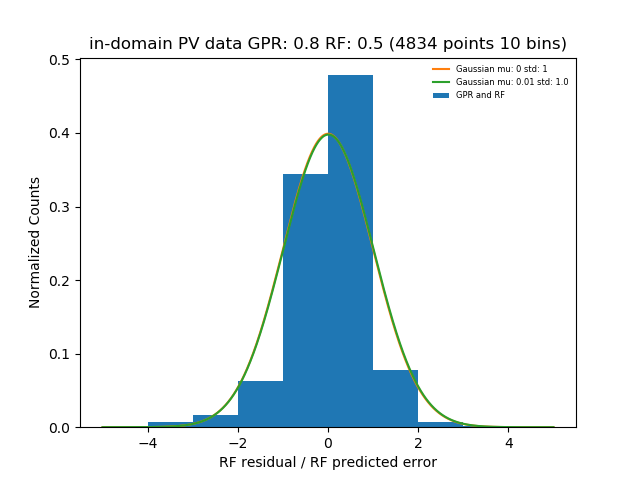 in-domain PV data GPR: 0.8 RF: 0.5 (4834 points 10 bins)
Gaussian mu: 0 std: 1
Gaussian mu: 0.01 std: 1.0
GPR and RF
0.5
0.4
0.3
0.2
0.1
0.0
Normalized Counts
−4 −2 0 2 4
RF residual / RF predicted error